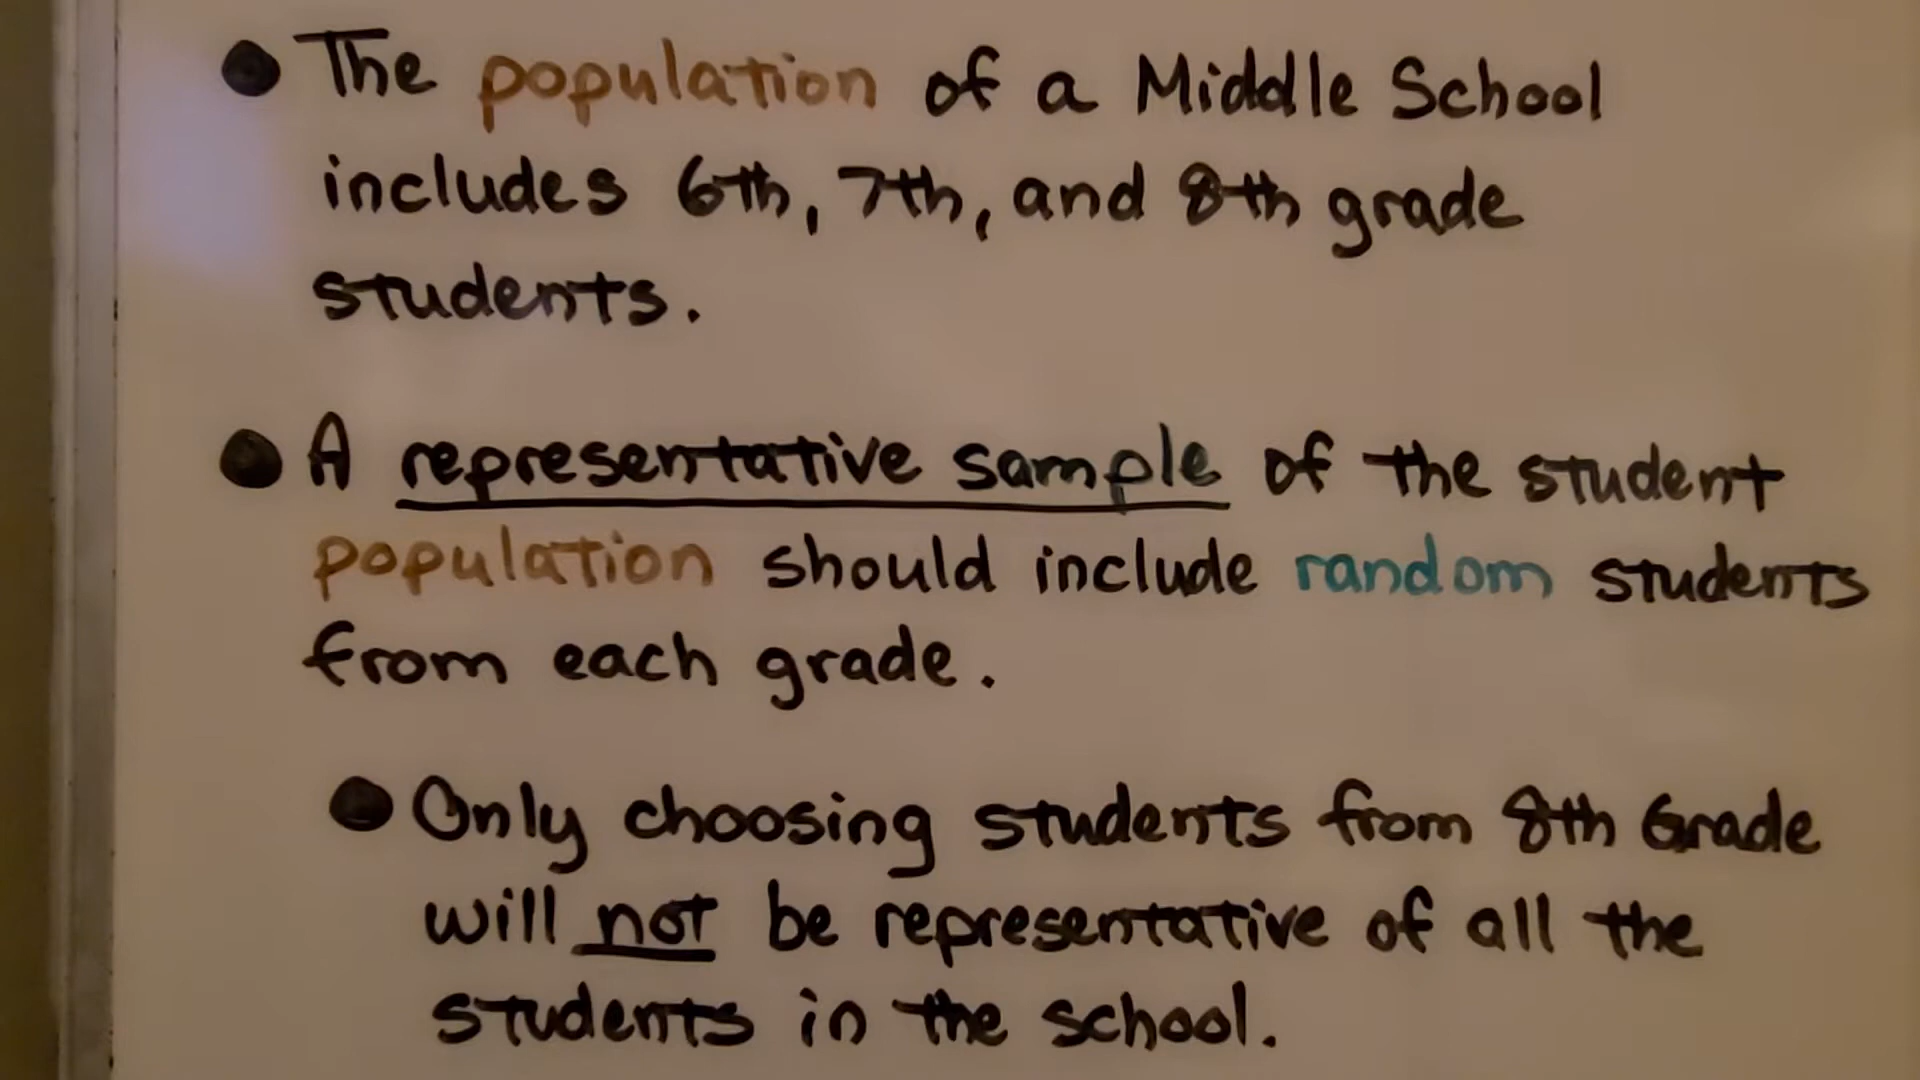 ● The population of a Middle School
includes 6th, 7th, and 8th grade
students.
● A representative sample of the student
population should include random students
from each grade.
● Only choosing students from 8th Grade
will not be representative of all the
students in the school.